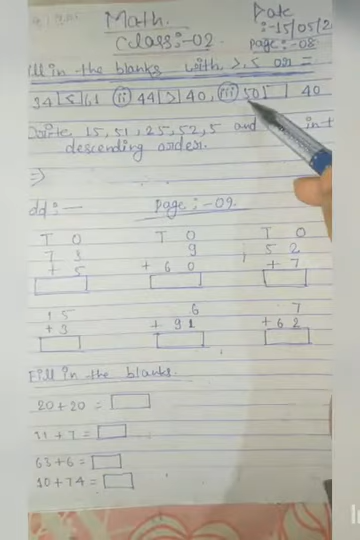 Math.
Date
:-15/05/2
Class:-02
Page:-08
Fill in the blanks with >, < or =
34 < 41 (ii) 44 > 40, (iii) 50 40
Write 15, 51, 25, 52, 5 and in
descending order.
⇒
dd:— Page:-09.
T O T O T O
7 3 9 5 2
+ 5 + 6 0 + 7
15 6 7
+3 + 91 + 62
Fill in the blanks.
20+20 =
31+7 =
63+6 =
10+74 =